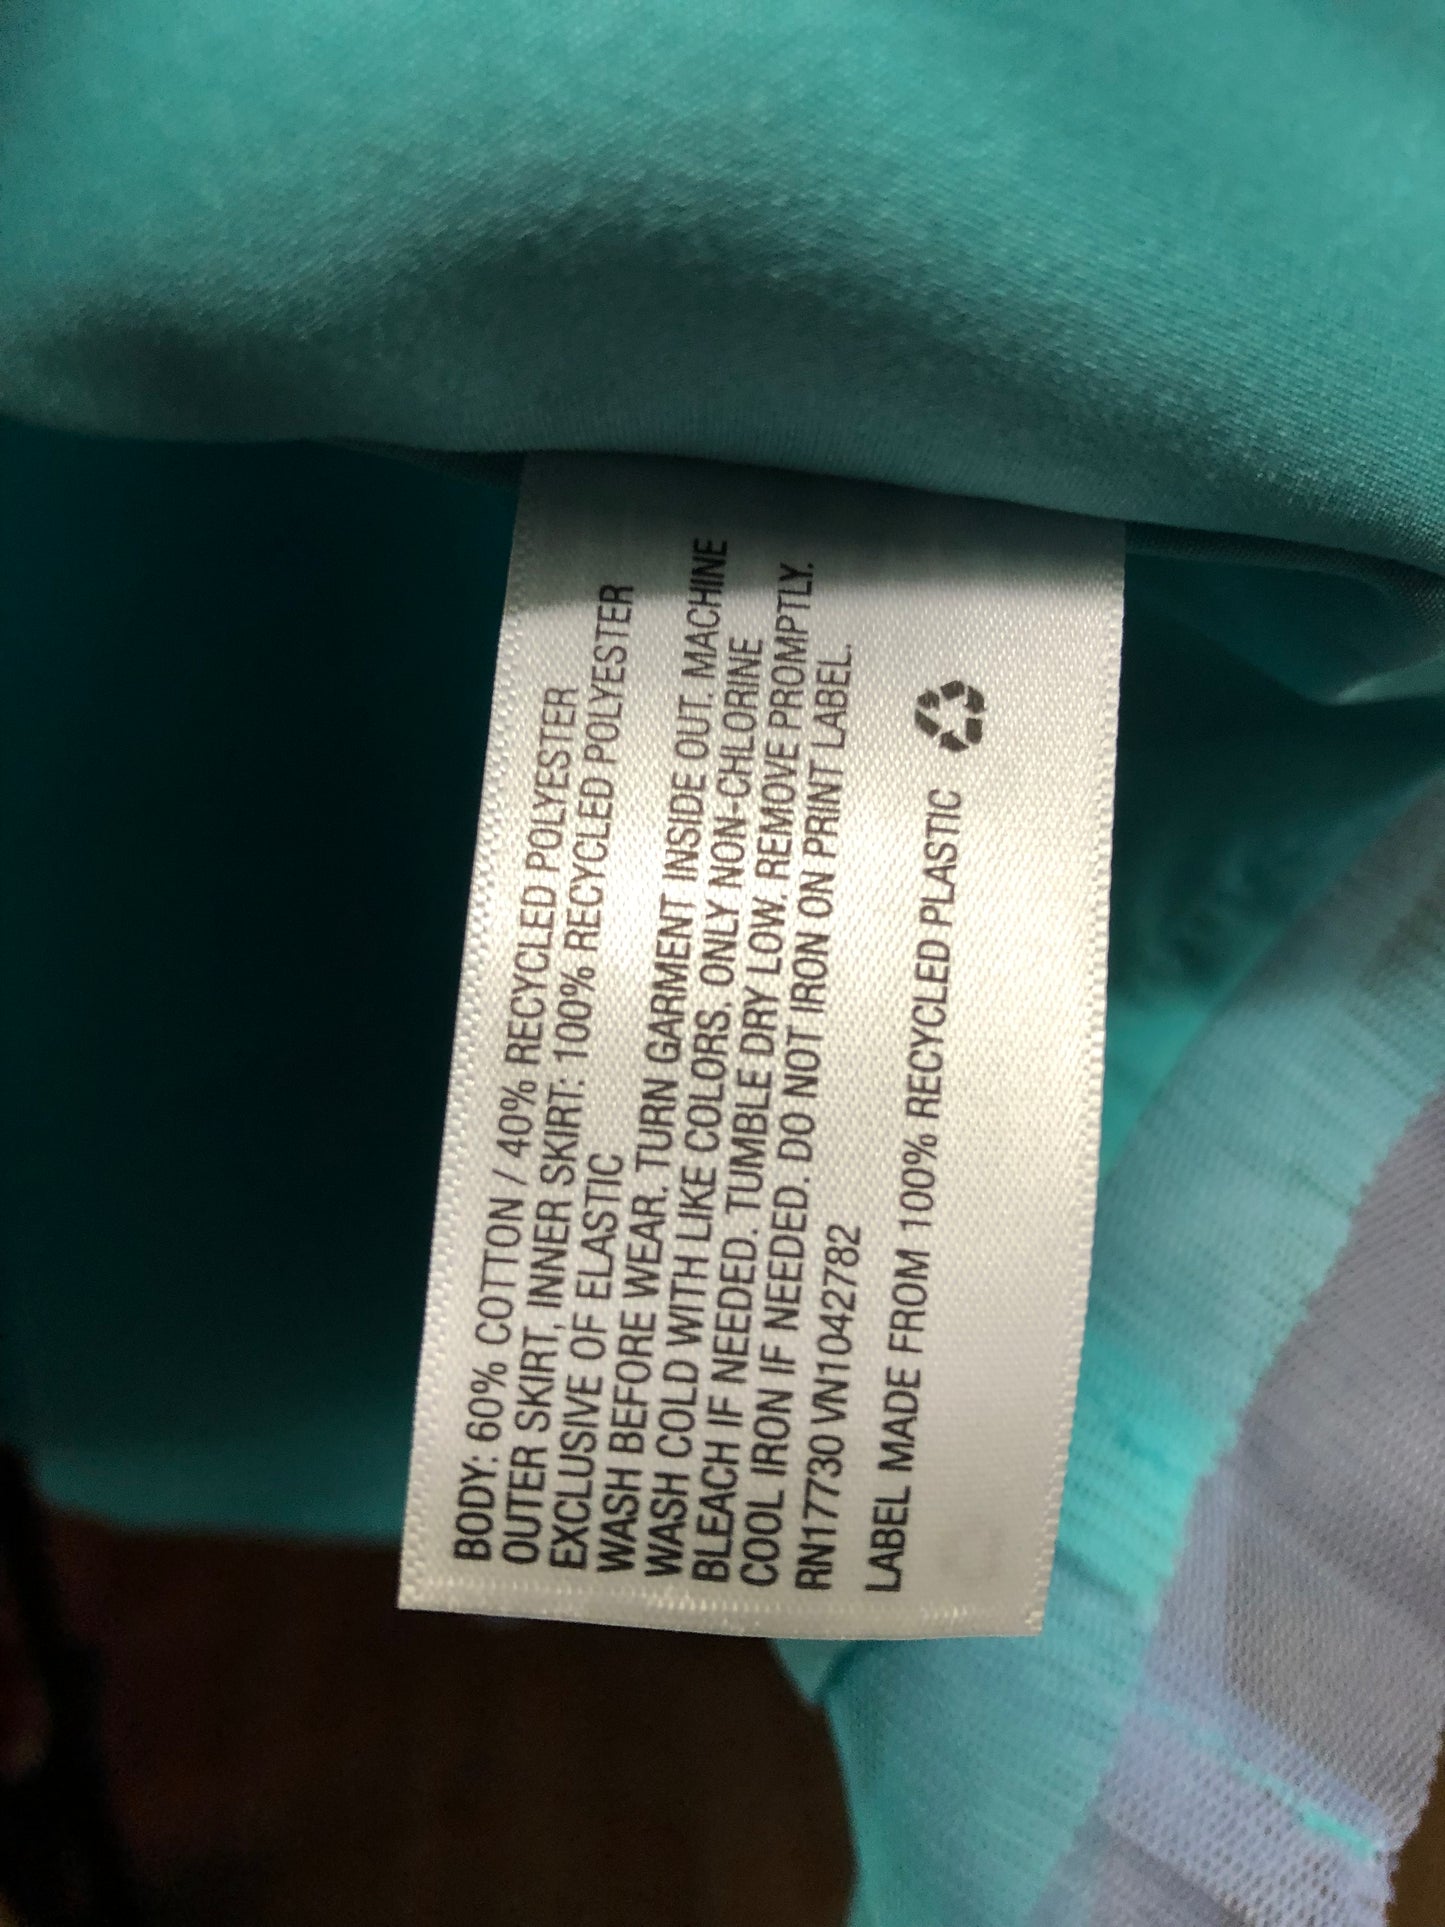 BODY: 60% COTTON / 40% RECYCLED POLYESTER
OUTER SKIRT, INNER SKIRT: 100% RECYCLED POLYESTER
EXCLUSIVE OF ELASTIC
WASH BEFORE WEAR. TURN GARMENT INSIDE OUT. MACHINE
WASH COLD WITH LIKE COLORS. ONLY NON-CHLORINE
BLEACH IF NEEDED. TUMBLE DRY LOW. REMOVE PROMPTLY.
COOL IRON IF NEEDED. DO NOT IRON ON PRINT LABEL.
RN17730 VN1042782
LABEL MADE FROM 100% RECYCLED PLASTIC